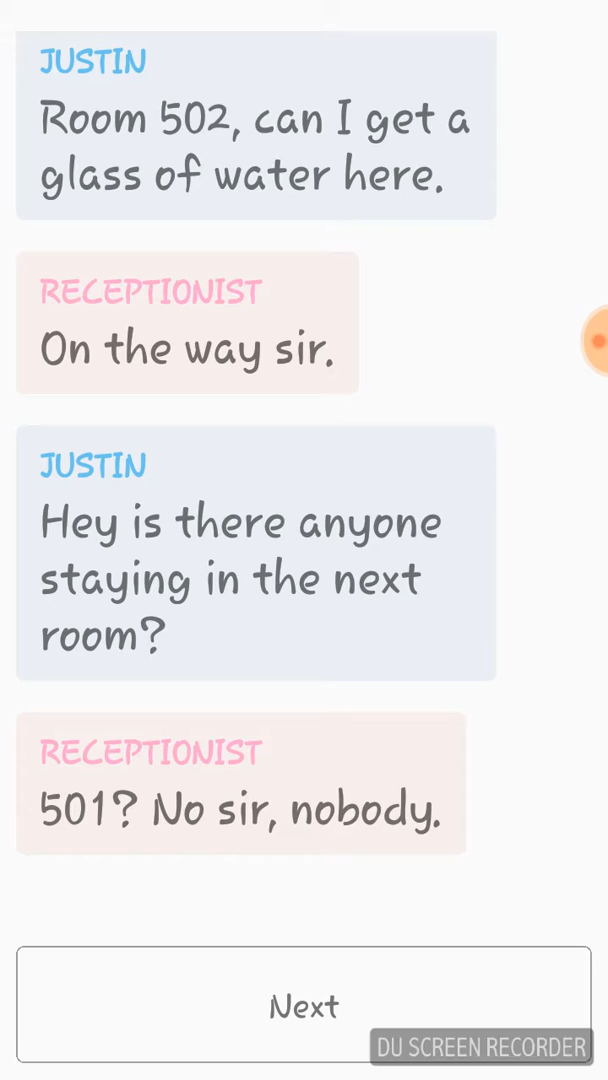 JUSTIN
Room 502, can I get a
glass of water here.
RECEPTIONIST
On the way sir.
JUSTIN
Hey is there anyone
staying in the next
room?
RECEPTIONIST
501? No sir, nobody.
Next
DU SCREEN RECORDER